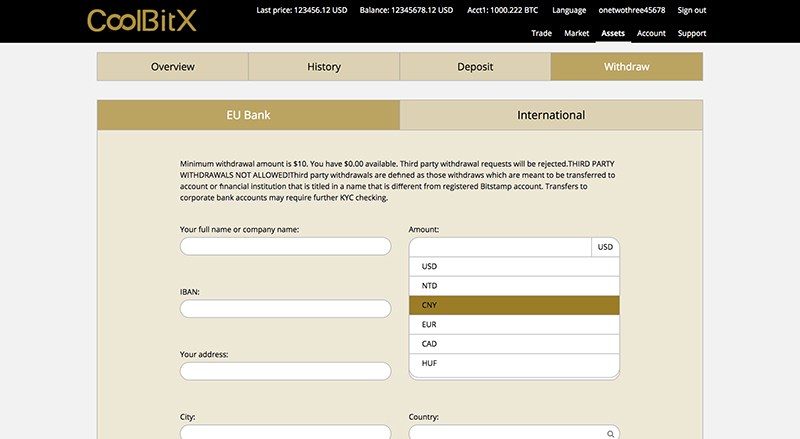 CoolBitX
Last price: 123456.12 USD Balance: 12345678.12 USD Acct1: 1000.222 BTC Language onetwothree45678 Sign out
Trade Market Assets Account Support
Overview History Deposit Withdraw
EU Bank International
Minimum withdrawal amount is $10. You have $0.00 available. Third party withdrawal requests will be rejected.THIRD PARTY
WITHDRAWALS NOT ALLOWED!Third party withdrawals are defined as those withdraws which are meant to be transferred to
account or financial institution that is titled in a name that is different from registered Bitstamp account. Transfers to
corporate bank accounts may require further KYC checking.
Your full name or company name: Amount:
USD
USD
NTD
IBAN:
CNY
EUR
CAD
Your address:
HUF
City: Country: